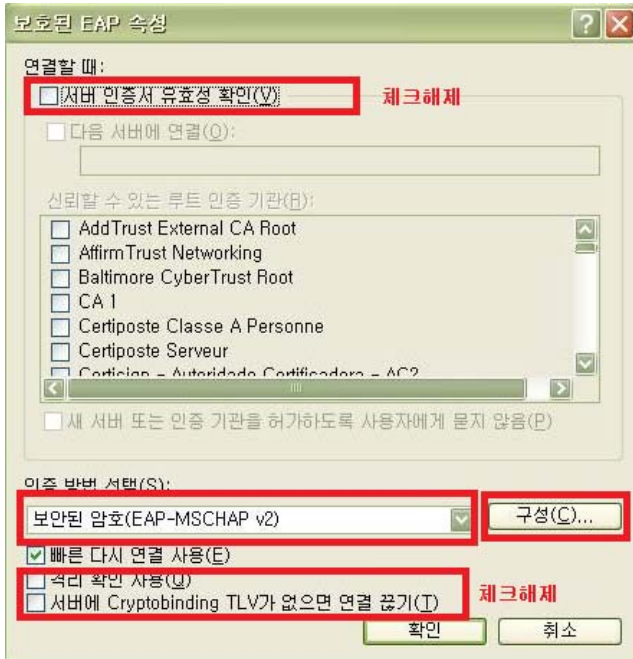 보호된 EAP 속성
연결할 때:
서버 인증서 유효성 확인(V)
체크해제
다음 서버에 연결(O):
신뢰할 수 있는 루트 인증 기관(R):
AddTrust External CA Root
AffirmTrust Networking
Baltimore CyberTrust Root
CA 1
Certiposte Classe A Personne
Certiposte Serveur
Certisign - Autoridade Certificadora - AC2
새 서버 또는 인증 기관을 허가하도록 사용자에게 묻지 않음(P)
인증 방법 선택(S):
보안된 암호(EAP-MSCHAP v2)
구성(C)...
빠른 다시 연결 사용(E)
격리 확인 사용(Q)
서버에 Cryptobinding TLV가 없으면 연결 끊기(T)
체크해제
확인
취소